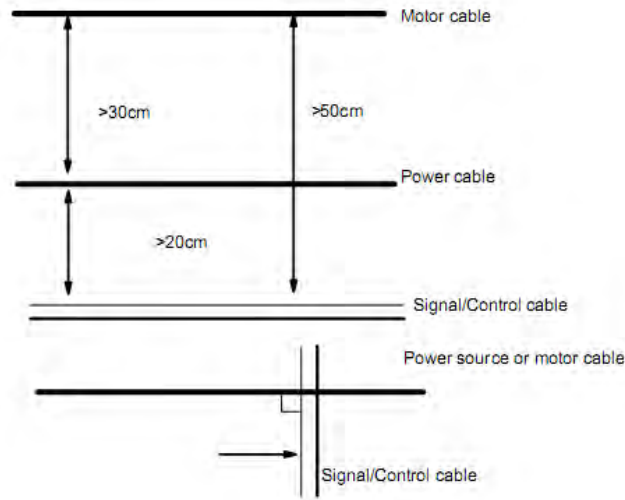 Motor cable
>30cm
>50cm
Power cable
>20cm
Signal/Control cable
Power source or motor cable
Signal/Control cable